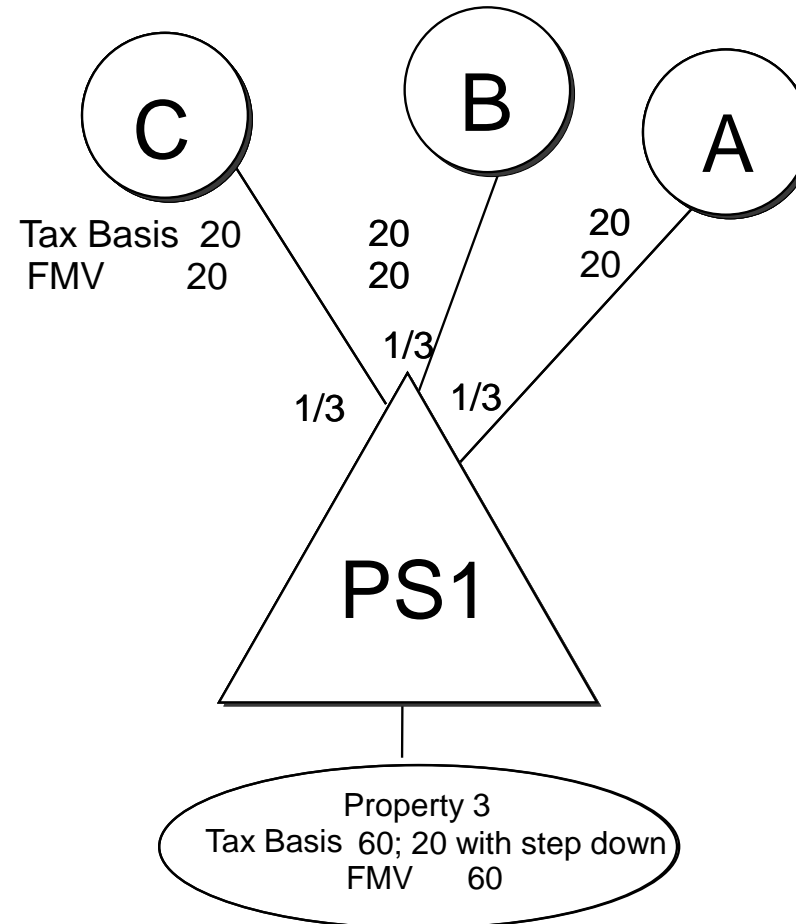 C
B
A
Tax Basis 20
FMV 20
20
20
20
20
1/3
1/3
1/3
PS1
Property 3
Tax Basis 60; 20 with step down
FMV 60